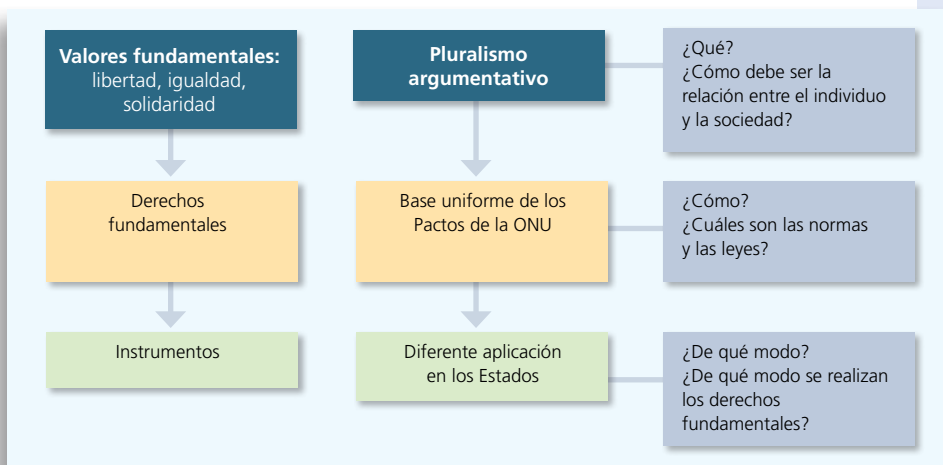 Valores fundamentales:
libertad, igualdad,
solidaridad
Pluralismo
argumentativo
¿Qué?
¿Cómo debe ser la
relación entre el individuo
y la sociedad?
Derechos
fundamentales
Base uniforme de los
Pactos de la ONU
¿Cómo?
¿Cuáles son las normas
y las leyes?
Instrumentos
Diferente aplicación
en los Estados
¿De qué modo?
¿De qué modo se realizan
los derechos
fundamentales?